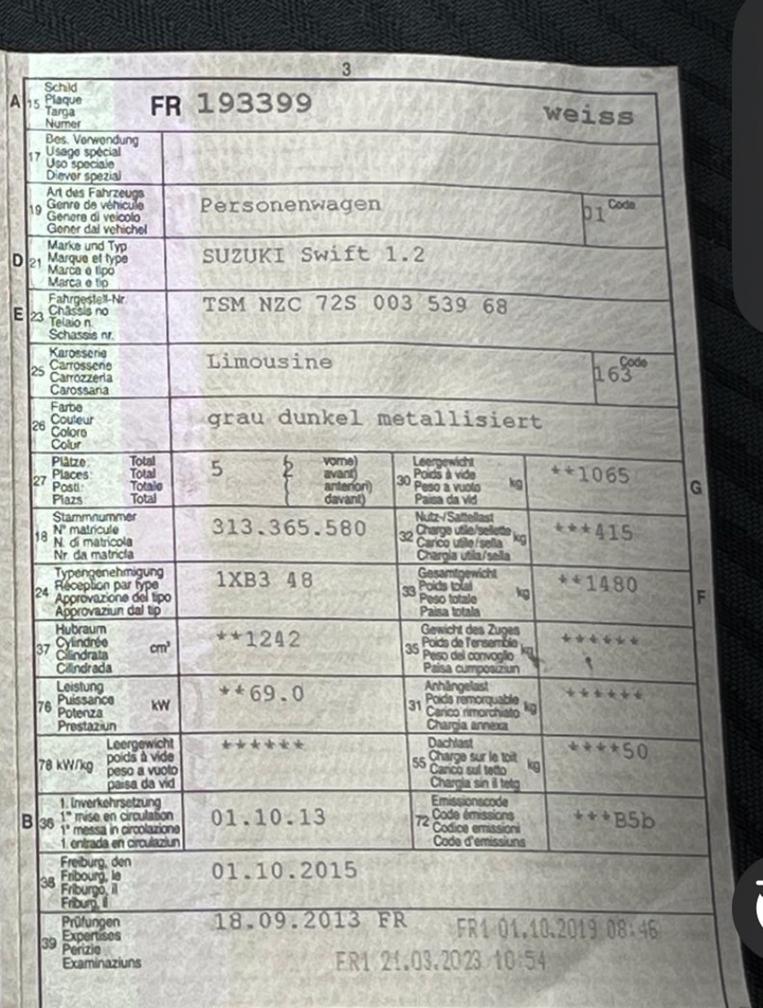 3
A 15 Schild Plaque Targa Numer FR 193399 weiss
17 Bes. Verwendung Usage spécial Uso speciale Diever spezial
19 Art des Fahrzeugs Genre de véhicule Genere di veicolo Gener dal vehichel Personenwagen 01 Code
D 21 Marke und Typ Marque et type Marca e tipo Marca e tip SUZUKI Swift 1.2
E 23 Fahrgestell-Nr. Châssis no Telaio n. Schassis nr. TSM NZC 72S 003 539 68
25 Karosserie Carrosserie Carrozzeria Carossaria Limousine 163 Code
26 Farbe Couleur Colore Colur grau dunkel metallisiert
27 Plätze: Places: Posti: Plazs Total Total Totale Total 5 2 vorne) avant) anteriori) davant) 30 Leergewicht Poids à vide Peso a vuoto Paisa da vid kg **1065 G
18 Stammnummer N° matricule N. di matricola Nr. da matricla 313.365.580 32 Nutz-/Sattellast Charge utile/sellette Carico utile/sella Chargia utila/sella kg ***415
24 Typengenehmigung Réception par type Approvazione del tipo Approvaziun dal tip 1XB3 48 33 Gesamtgewicht Poids total Peso totale Paisa totala kg **1480 F
37 Hubraum Cylindrée Cilindrata Cilindrada cm³ **1242 35 Gewicht des Zuges Poids de l'ensemble Peso del convoglio Paisa cumposiziun kg ******
76 Leistung Puissance Potenza Prestaziun kW **69.0 31 Anhängelast Poids remorquable Carico rimorchiato Chargia annexa kg ******
78 kW/kg Leergewicht poids à vide peso a vuoto paisa da vid ****** 55 Dachlast Charge sur le toit Carico sul tetto Chargia sin il tetg kg ****50
B 36 1. Inverkehrsetzung 1re mise en circulation 1a messa in circolazione 1. entrada en circulaziun 01.10.13 72 Emissionscode Code émissions Codice emissioni Code d'emissiuns ***B5b
38 Freiburg, den Fribourg, le Friburgo, il Friburg, il 01.10.2015
39 Prüfungen Expertises Perizie Examinaziuns 18.09.2013 FR FR1 01.10.2019 08:46
FR1 21.03.2023 10:54